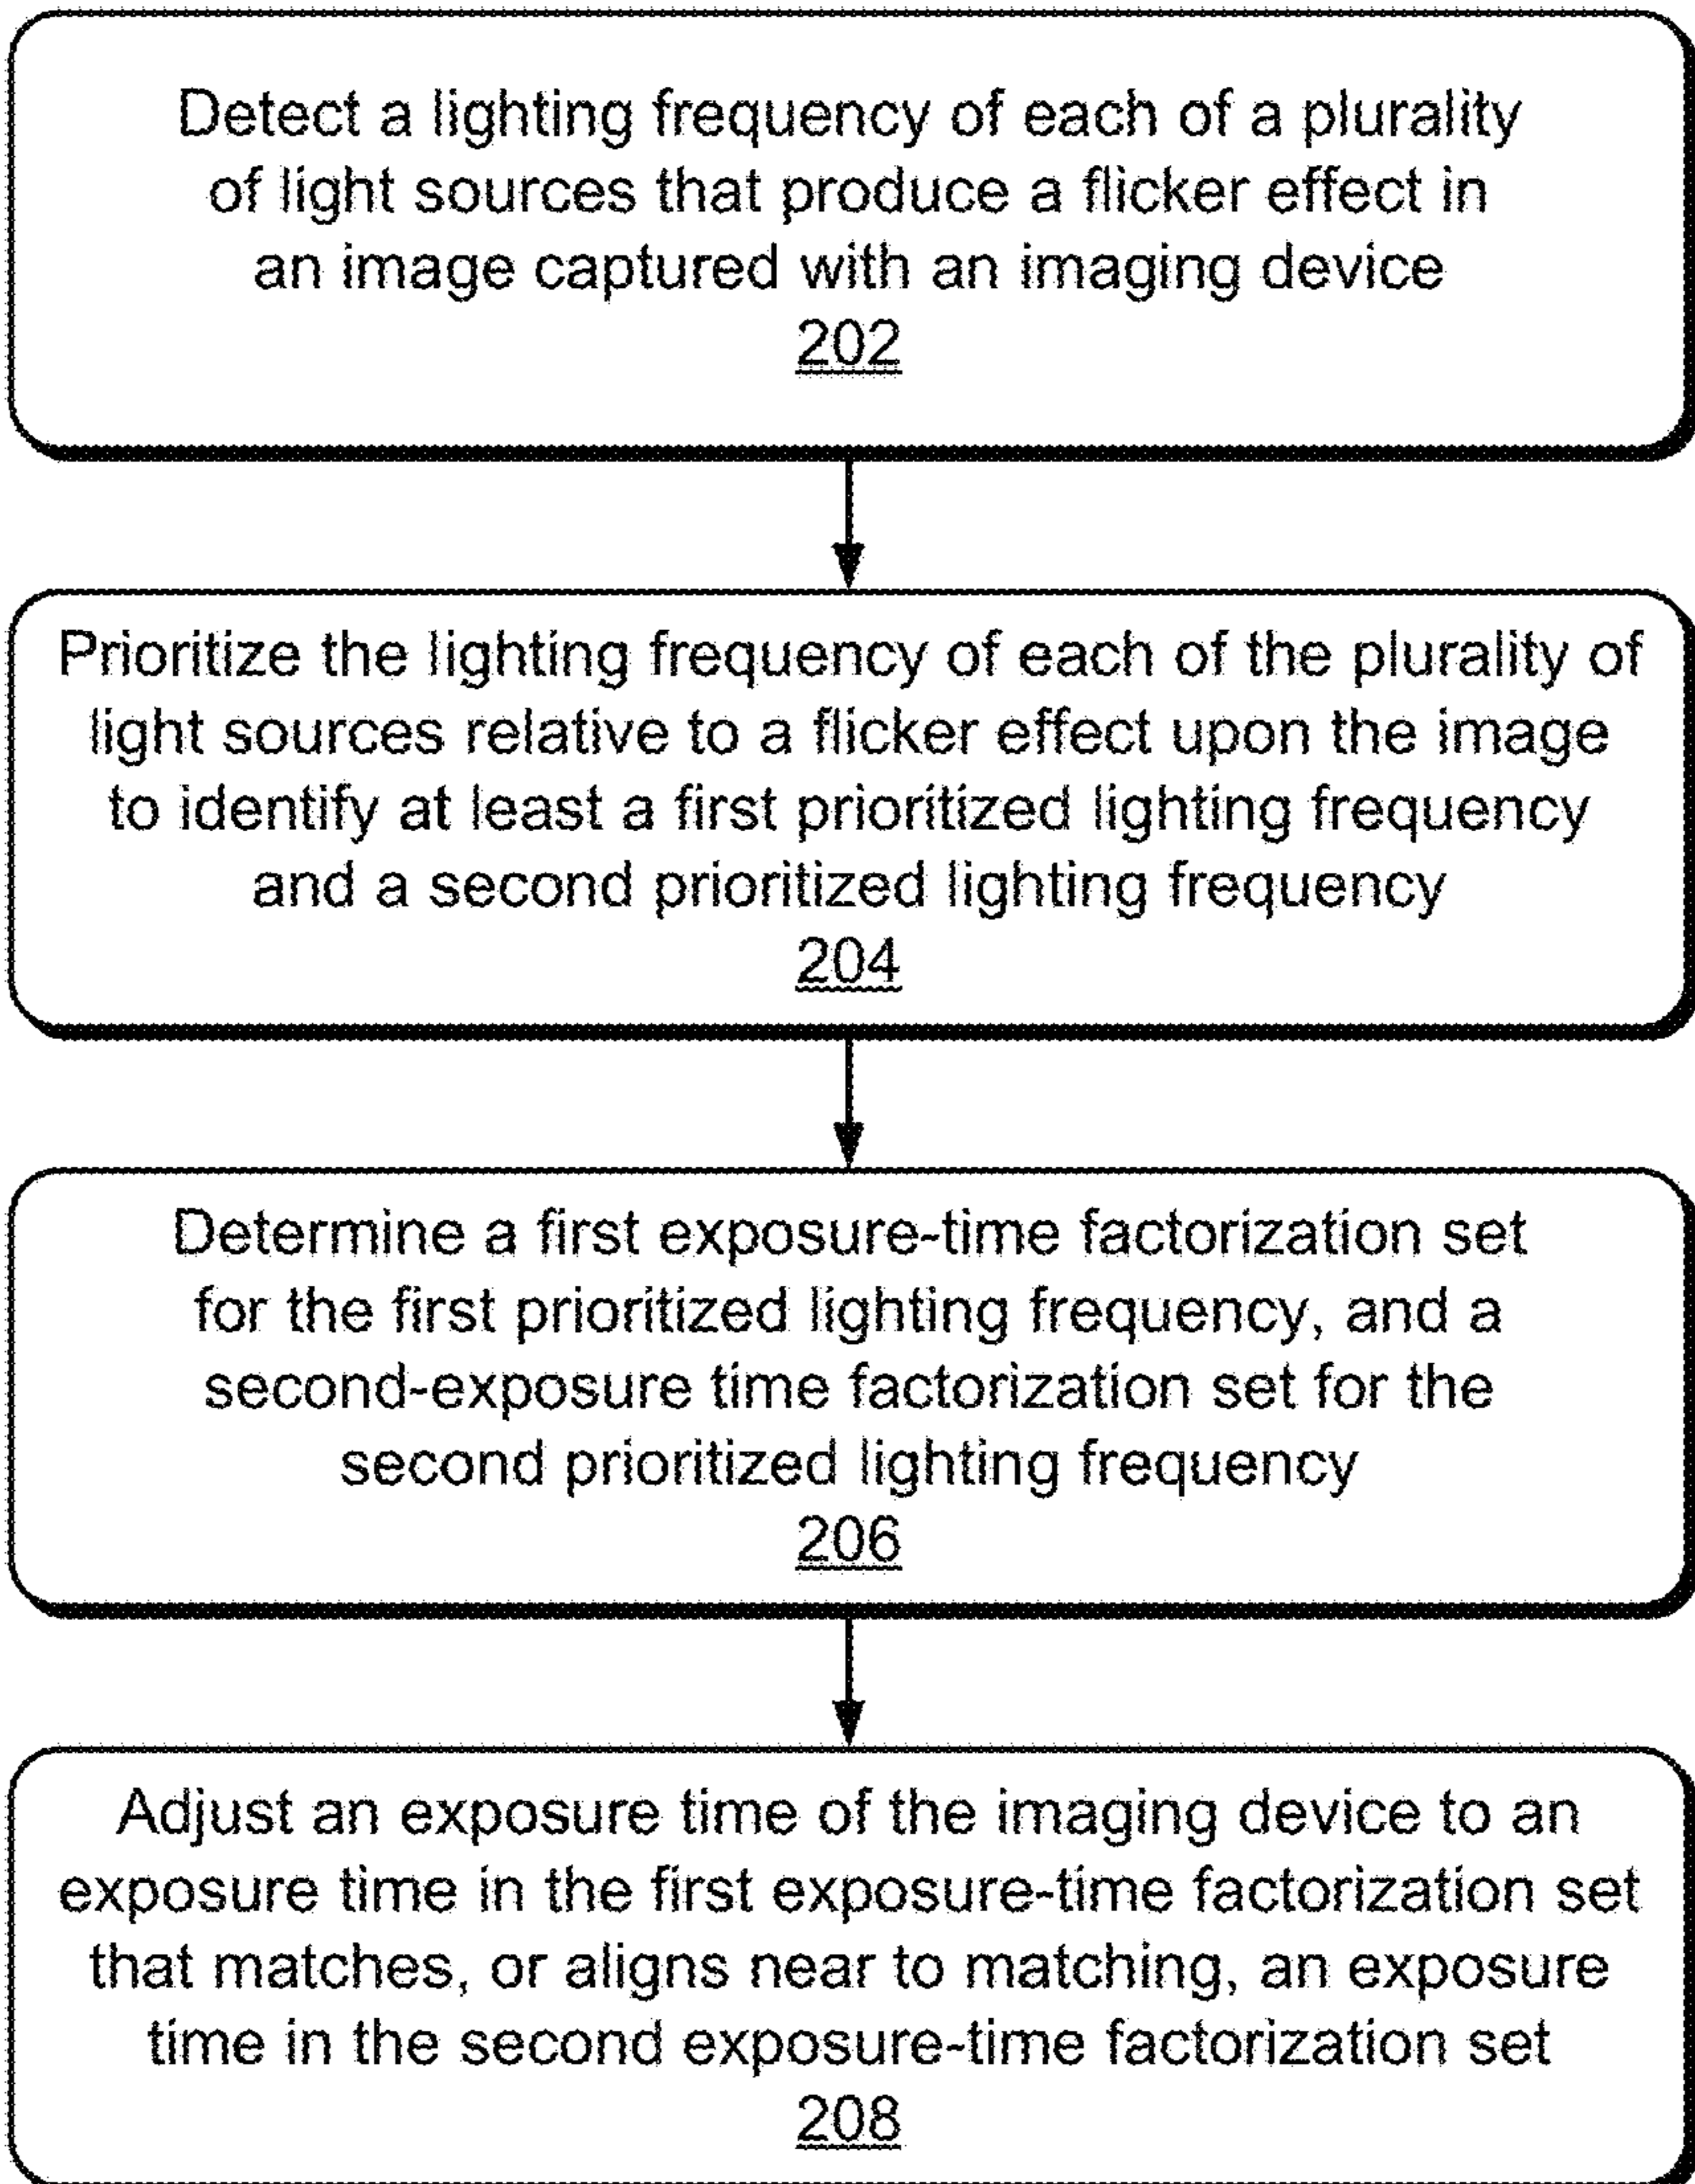 Detect a lighting frequency of each of a plurality
of light sources that produce a flicker effect in
an image captured with an imaging device
202
Prioritize the lighting frequency of each of the plurality of
light sources relative to a flicker effect upon the image
to identify at least a first prioritized lighting frequency
and a second prioritized lighting frequency
204
Determine a first exposure-time factorization set
for the first prioritized lighting frequency, and a
second-exposure time factorization set for the
second prioritized lighting frequency
206
Adjust an exposure time of the imaging device to an
exposure time in the first exposure-time factorization set
that matches, or aligns near to matching, an exposure
time in the second exposure-time factorization set
208